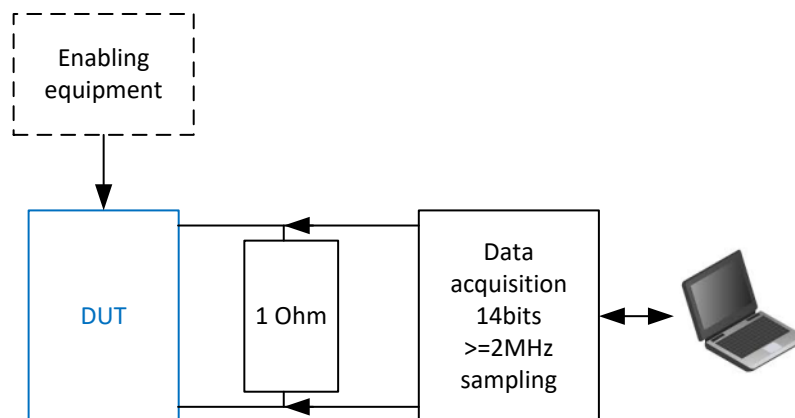 Enabling
equipment
DUT
1 Ohm
Data
acquisition
14bits
>=2MHz
sampling